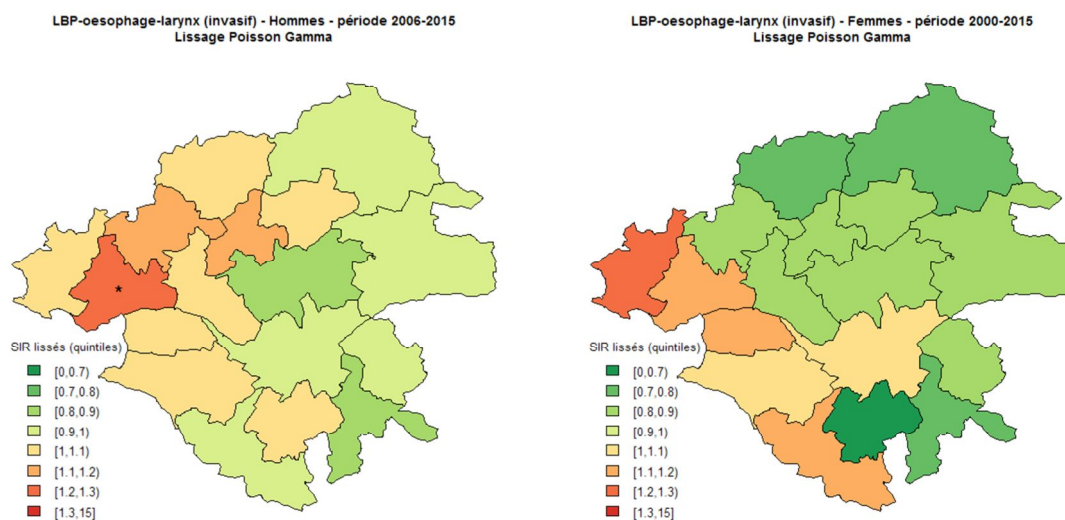 LBP-oesophage-larynx (invasif) - Hommes - période 2006-2015
Lissage Poisson Gamma
*
SIR lissés (quintiles)
[0,0.7)
[0.7,0.8)
[0.8,0.9)
[0.9,1)
[1,1.1)
[1.1,1.2)
[1.2,1.3)
[1.3,15]
LBP-oesophage-larynx (invasif) - Femmes - période 2000-2015
Lissage Poisson Gamma
SIR lissés (quintiles)
[0,0.7)
[0.7,0.8)
[0.8,0.9)
[0.9,1)
[1,1.1)
[1.1,1.2)
[1.2,1.3)
[1.3,15]